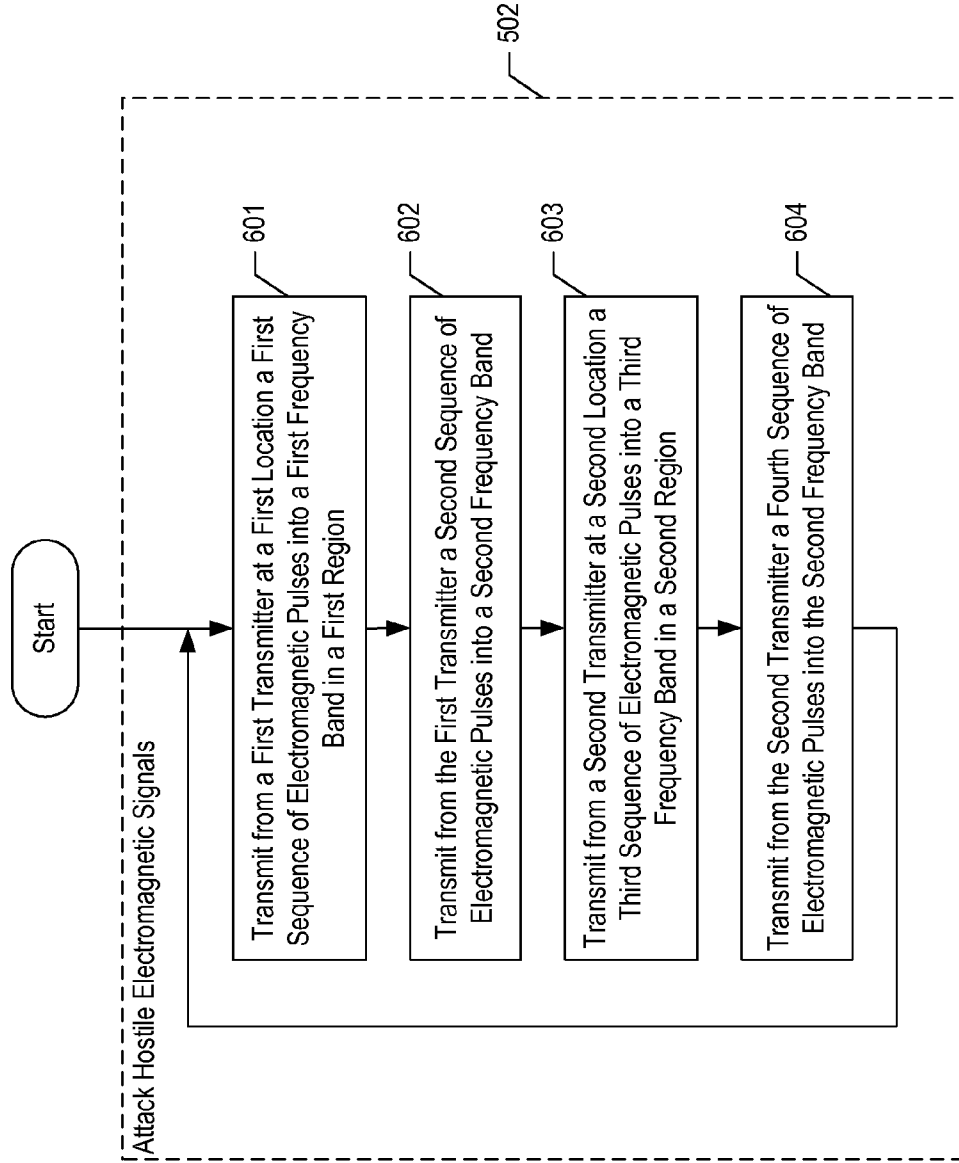 Start
Attack Hostile Electromagnetic Signals
502
601
Transmit from a First Transmitter at a First Location a First
Sequence of Electromagnetic Pulses into a First Frequency
Band in a First Region
602
Transmit from the First Transmitter a Second Sequence of
Electromagnetic Pulses into a Second Frequency Band
603
Transmit from a Second Transmitter at a Second Location a
Third Sequence of Electromagnetic Pulses into a Third
Frequency Band in a Second Region
604
Transmit from the Second Transmitter a Fourth Sequence of
Electromagnetic Pulses into the Second Frequency Band